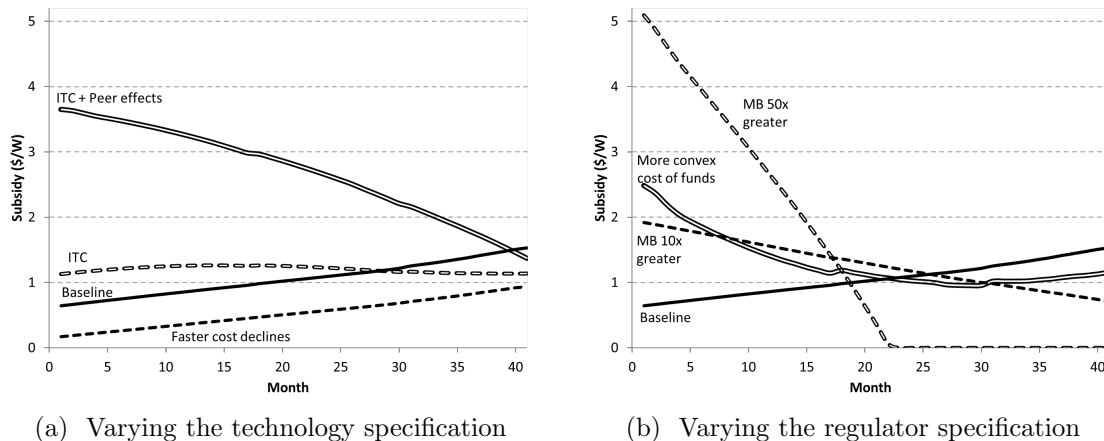 5
4
3
2
1
0
Subsidy ($/W)
ITC + Peer effects
ITC
Baseline
Faster cost declines
0 5 10 15 20 25 30 35 40
Month
(a) Varying the technology specification
5
4
3
2
1
0
Subsidy ($/W)
MB 50x
greater
More convex
cost of funds
MB 10x
greater
Baseline
0 5 10 15 20 25 30 35 40
Month
(b) Varying the regulator specification